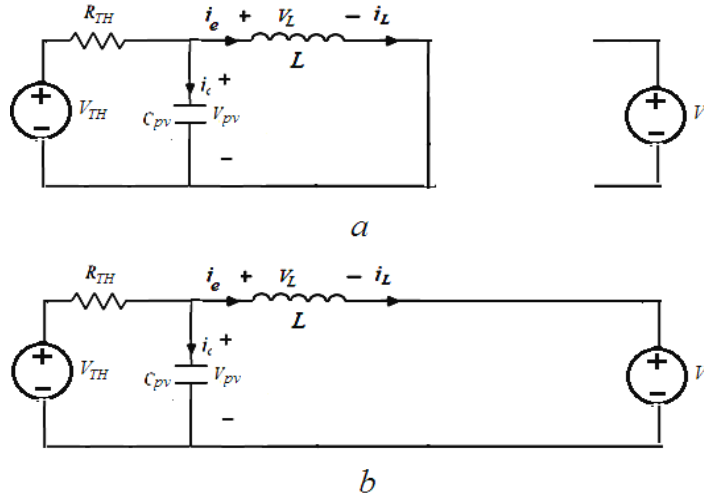 R_TH i_e + V_L − i_L
L
+ − V_TH i_c + C_pv V_pv − + − V
a
R_TH i_e + V_L − i_L
L
+ − V_TH i_c + C_pv V_pv − + − V
b